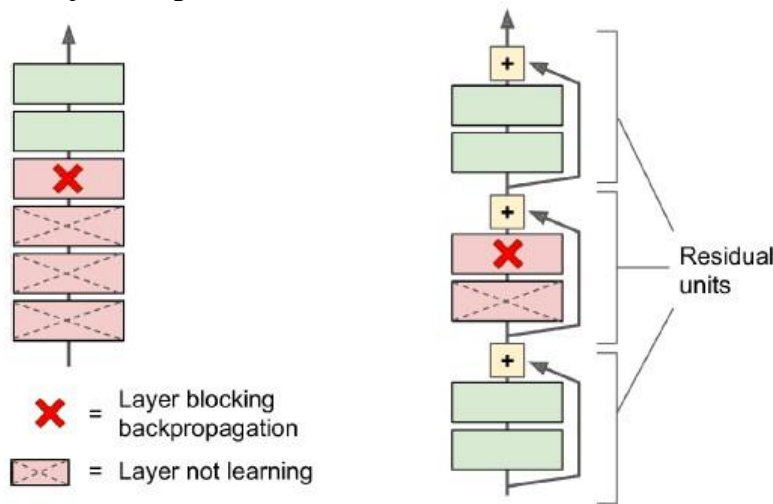 +
+
Residual
units
+
= Layer blocking
backpropagation
= Layer not learning